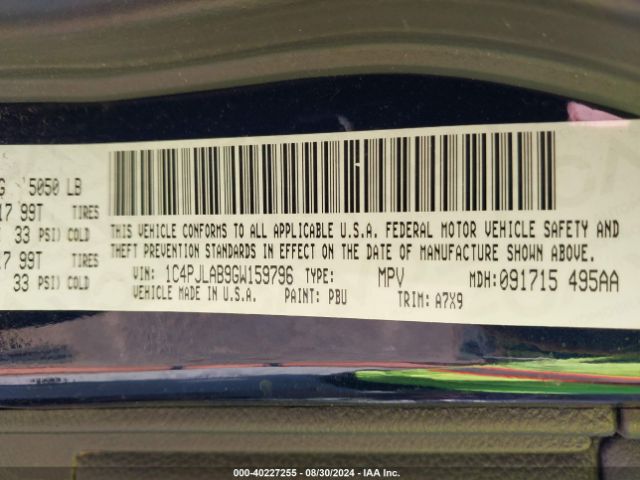 G 5050 LB
17 99T TIRES
33 PSI) COLD
17 99T TIRES
33 PSI) COLD
THIS VEHICLE CONFORMS TO ALL APPLICABLE U.S.A. FEDERAL MOTOR VEHICLE SAFETY AND
THEFT PREVENTION STANDARDS IN EFFECT ON THE DATE OF MANUFACTURE SHOWN ABOVE.
VIN: 1C4PJLAB9GW159796 TYPE: MPV MDH:091715 495AA
VEHICLE MADE IN U.S.A. PAINT: PBU TRIM: A7X9
000-40227255 - 08/30/2024 - IAA Inc.